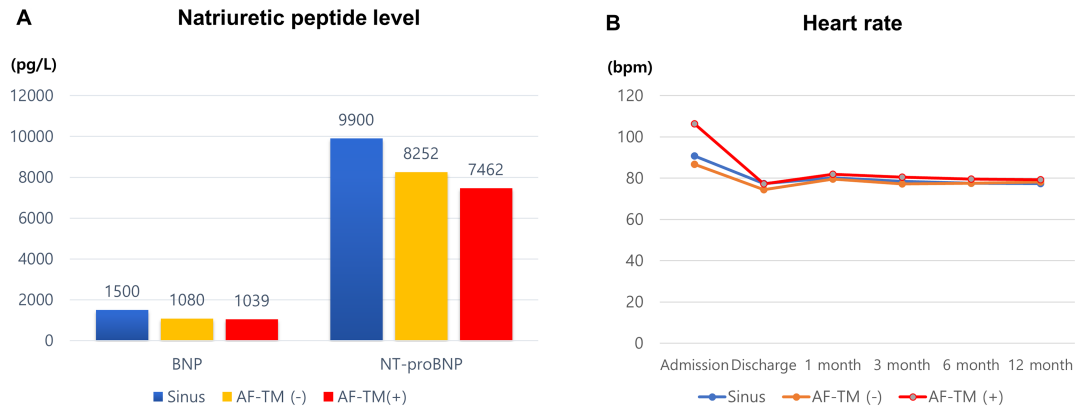 A
Natriuretic peptide level
(pg/L)
12000
10000
8000
6000
4000
2000
0
1500
1080
1039
9900
8252
7462
BNP
NT-proBNP
Sinus
AF-TM (-)
AF-TM(+)
B
Heart rate
(bpm)
120
100
80
60
40
20
0
Admission Discharge 1 month 3 month 6 month 12 month
Sinus
AF-TM (-)
AF-TM (+)